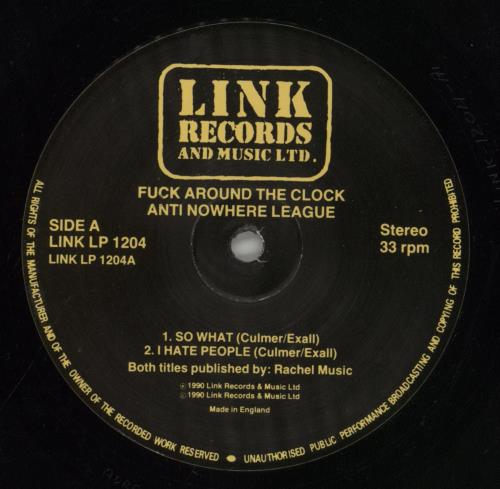 LINK
RECORDS
AND MUSIC LTD.
FUCK AROUND THE CLOCK
ANTI NOWHERE LEAGUE
SIDE A
LINK LP 1204
LINK LP 1204A
Stereo
33 rpm
1. SO WHAT (Culmer/Exall)
2. I HATE PEOPLE (Culmer/Exall)
Both titles published by: Rachel Music
℗ 1990 Link Records & Music Ltd
© 1990 Link Records & Music Ltd
Made in England
ALL RIGHTS OF THE MANUFACTURER AND OF THE OWNER OF THE RECORDED WORK RESERVED • UNAUTHORISED PUBLIC PERFORMANCE BROADCASTING AND COPYING OF THIS RECORD PROHIBITED